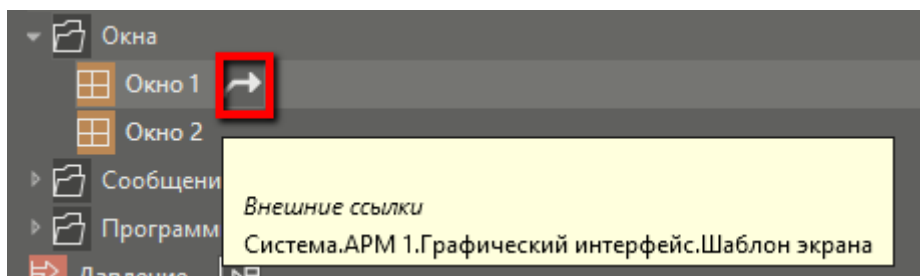 Окна
Окно 1
Окно 2
Сообщени
Внешние ссылки
Программ
Система.АРМ 1.Графический интерфейс.Шаблон экрана